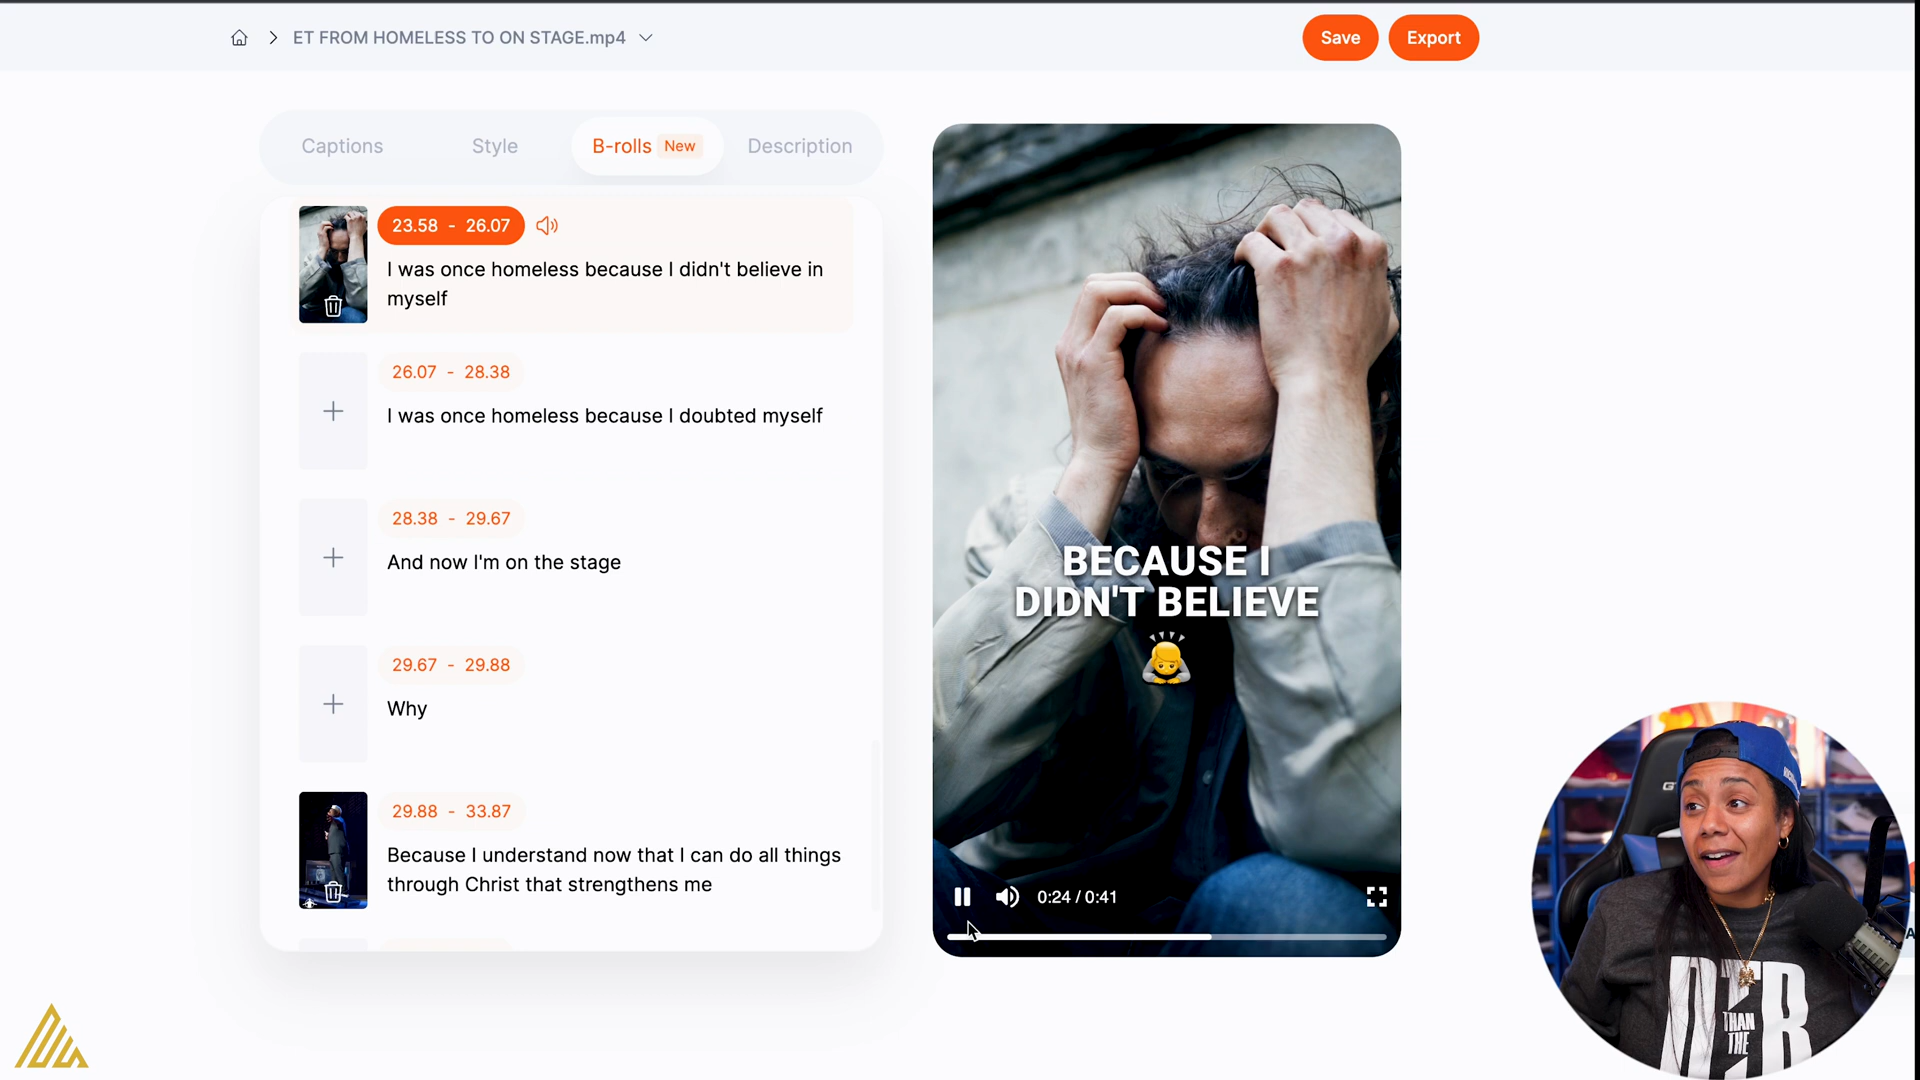 ET FROM HOMELESS TO ON STAGE.mp4
Save
Export
Captions
Style
B-rolls New
Description
23.58 - 26.07
I was once homeless because I didn't believe in
myself
26.07 - 28.38
I was once homeless because I doubted myself
28.38 - 29.67
And now I'm on the stage
29.67 - 29.88
Why
29.88 - 33.87
Because I understand now that I can do all things
through Christ that strengthens me
BECAUSE I
DIDN'T BELIEVE
0:24 / 0:41
THAN
THE